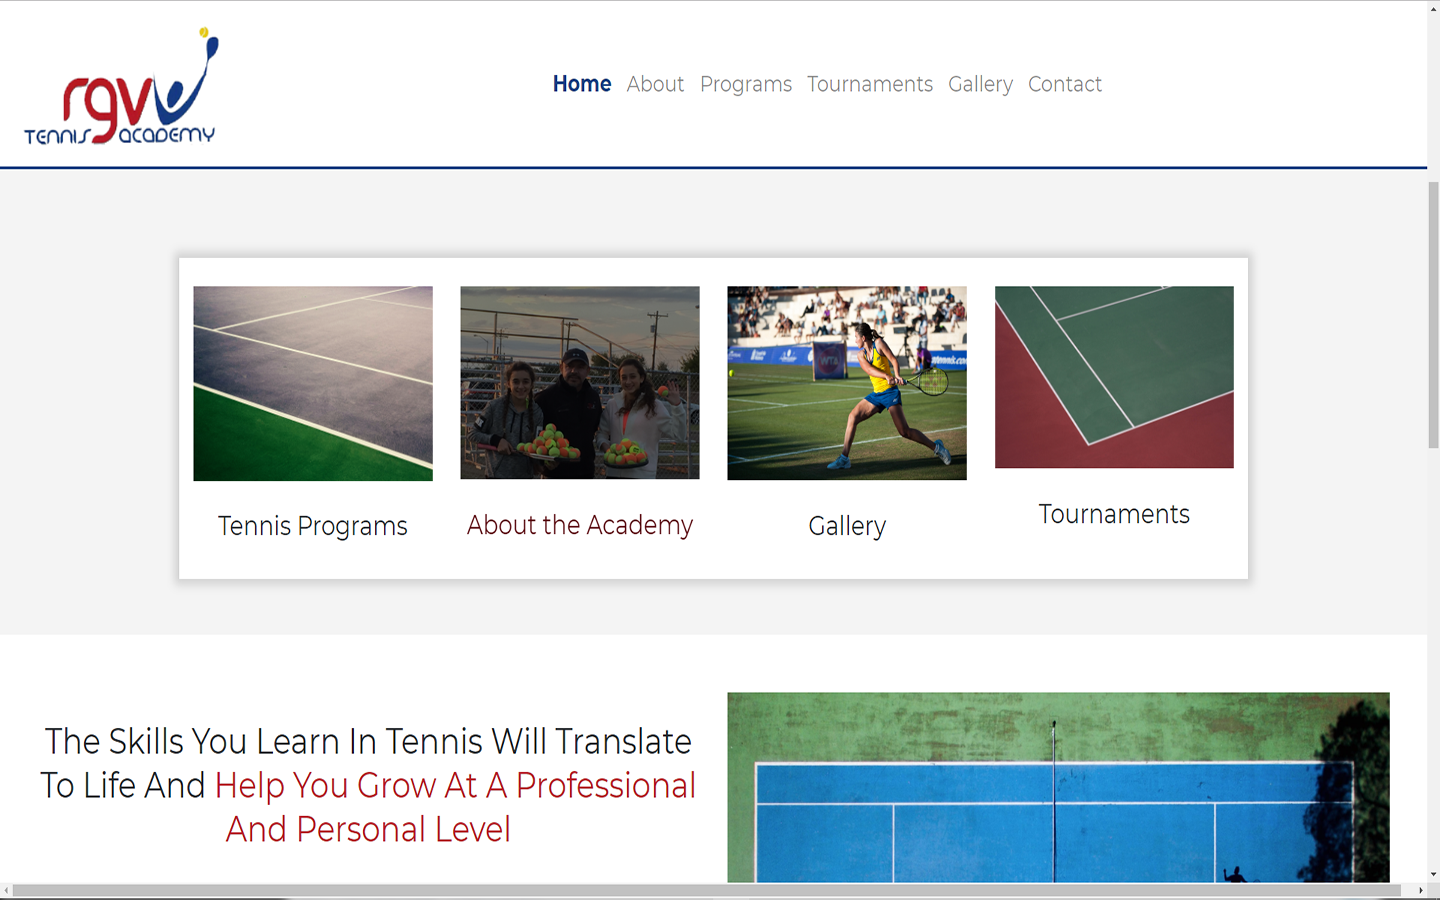 rgv
TENNIS ACADEMY
Home About Programs Tournaments Gallery Contact
Tennis Programs
About the Academy
Gallery
Tournaments
The Skills You Learn In Tennis Will Translate
To Life And Help You Grow At A Professional
And Personal Level